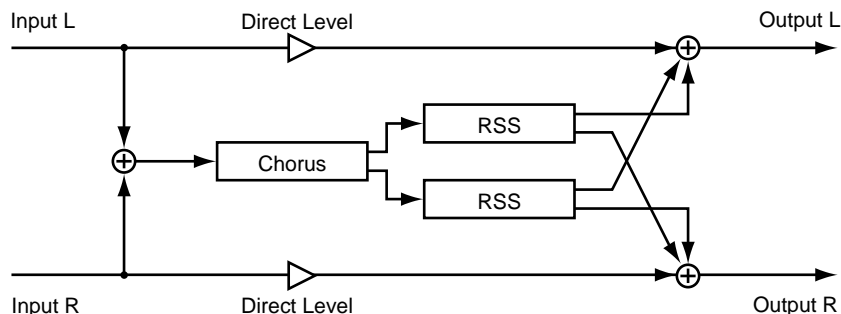 Input L
Direct Level
Output L
RSS
Chorus
RSS
Input R
Direct Level
Output R